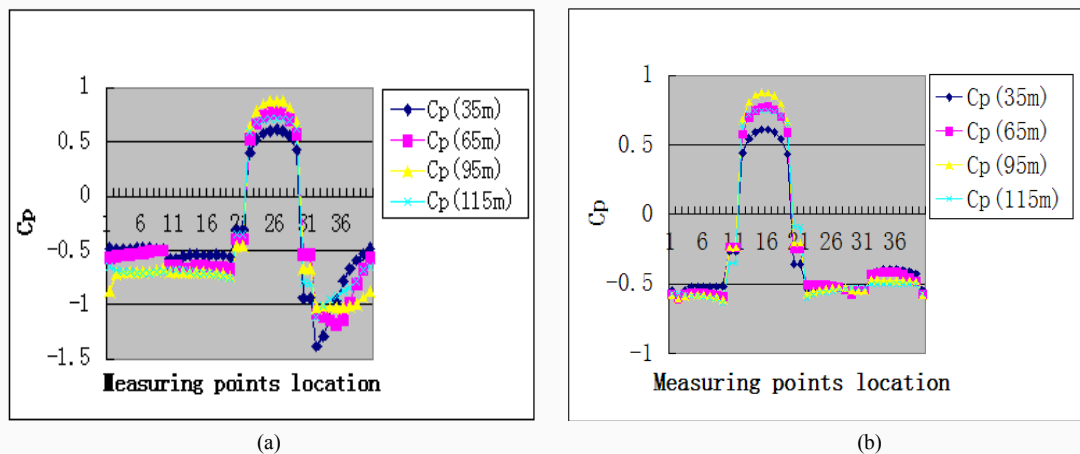 1
0.5
0
-0.5
-1
-1.5
1 6 11 16 21 26 31 36
Cp
Measuring points location
Cp(35m)
Cp(65m)
Cp(95m)
Cp(115m)
(a)
1
0.5
0
-0.5
-1
1 6 11 16 21 26 31 36
Cp
Measuring points location
Cp(35m)
Cp(65m)
Cp(95m)
Cp(115m)
(b)